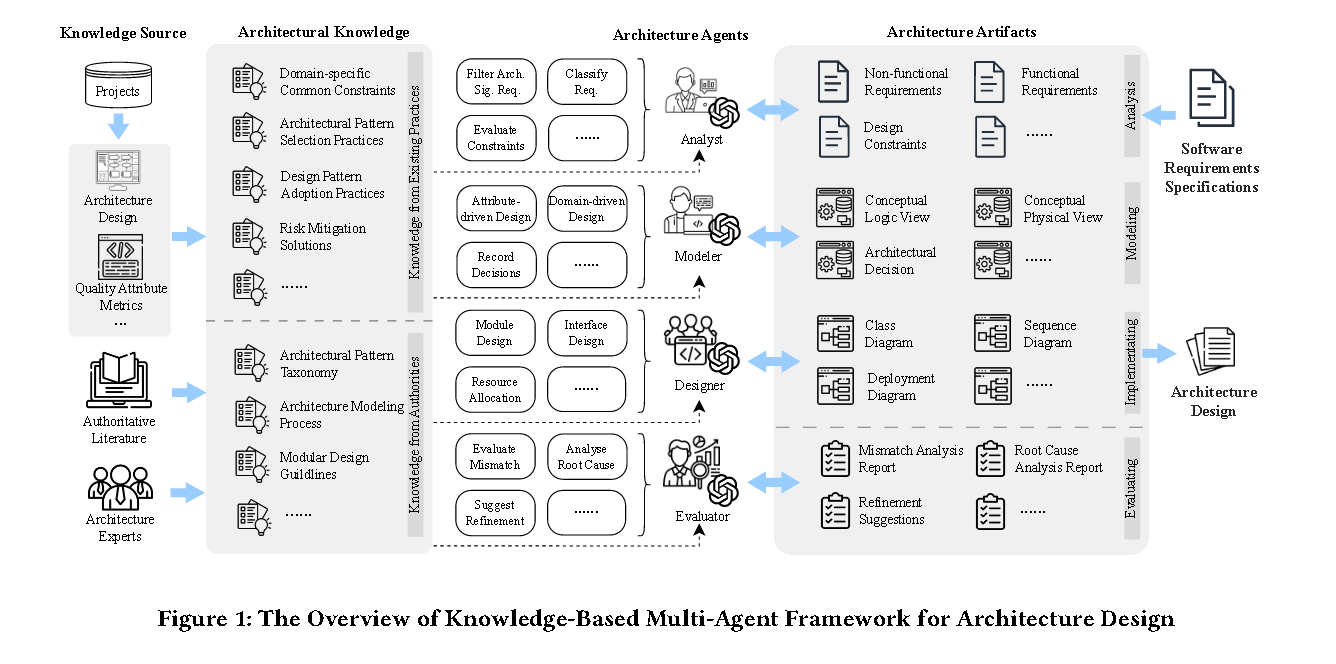 Knowledge Source
Projects
Architecture
Design
Quality Attribute
Metrics
...
Authoritative
Literature
Architecture
Experts
Architectural Knowledge
Domain-specific
Common Constraints
Architectural Pattern
Selection Practices
Design Pattern
Adoption Practices
Risk Mitigation
Solutions
......
Knowledge from Existing Practices
Architectural Pattern
Taxonomy
Architecture Modeling
Process
Modular Design
Guildlines
......
Knowledge from Authorities
Architecture Agents
Filter Arch.
Sig. Req.
Classify
Req.
Evaluate
Constraints
......
Analyst
Attribute-
driven Design
Domain-driven
Design
Record
Decisions
......
Modeler
Module
Design
Interface
Deisgn
Resource
Allocation
......
Designer
Evaluate
Mismatch
Analyse
Root Cause
Suggest
Refinement
......
Evaluator
Architecture Artifacts
Non-functional
Requirements
Functional
Requirements
Design
Constraints
......
Analysis
Conceptual
Logic View
Conceptual
Physical View
Architectural
Decision
......
Modeling
Class
Diagram
Sequence
Diagram
Deployment
Diagram
......
Implementating
Mismatch Analysis
Report
Root Cause
Analysis Report
Refinement
Suggestions
......
Evaluating
Software
Requirements
Specifications
Architecture
Design
Figure 1: The Overview of Knowledge-Based Multi-Agent Framework for Architecture Design